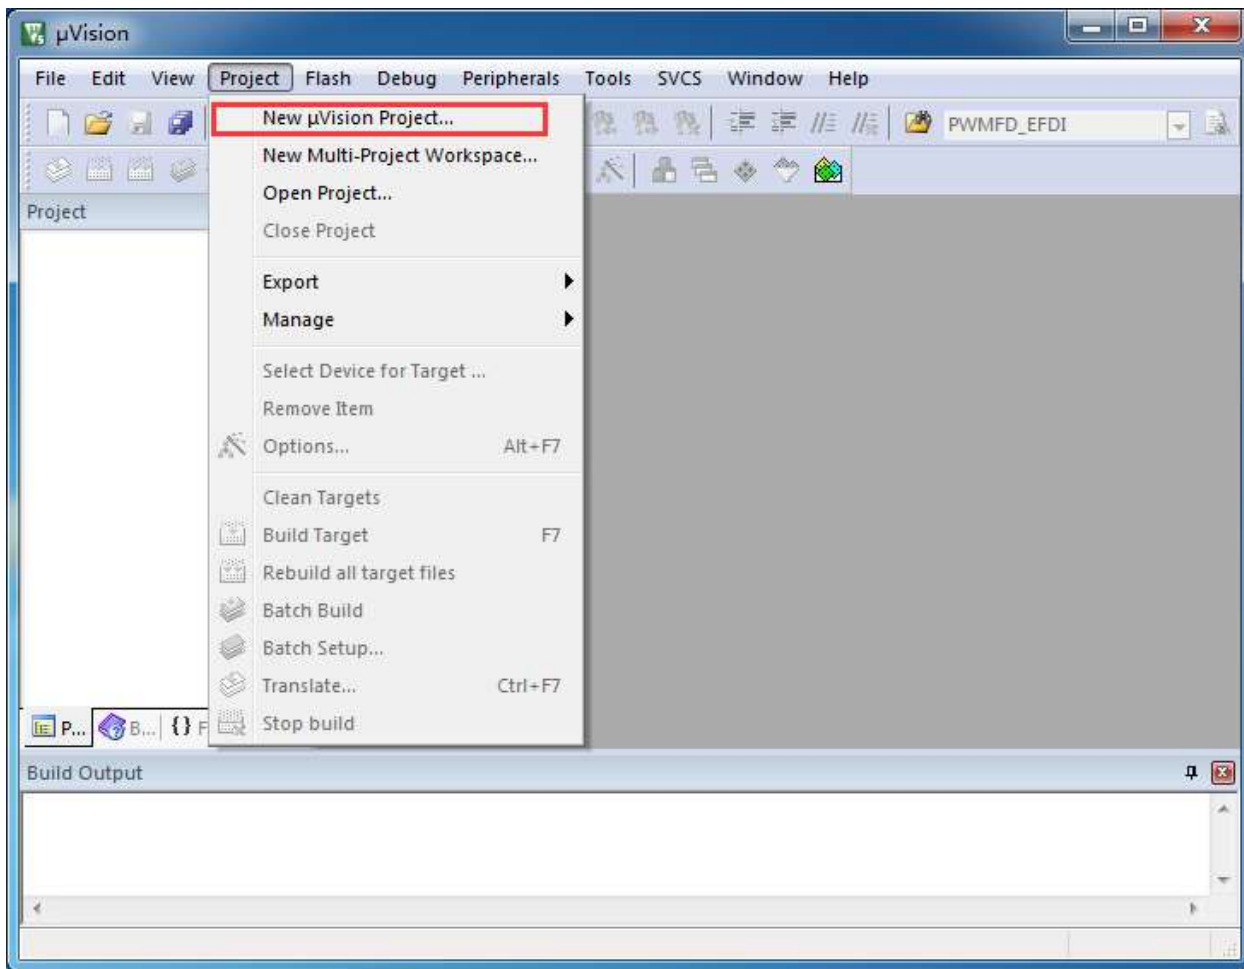 µVision
File Edit View Project Flash Debug Peripherals Tools SVCS Window Help
New µVision Project...
PWMFD_EFDI
New Multi-Project Workspace...
Project
Open Project...
Close Project
Export
Manage
Select Device for Target ...
Remove Item
Options... Alt+F7
Clean Targets
Build Target F7
Rebuild all target files
Batch Build
Batch Setup...
Translate... Ctrl+F7
Stop build
P... B... {} F
Build Output